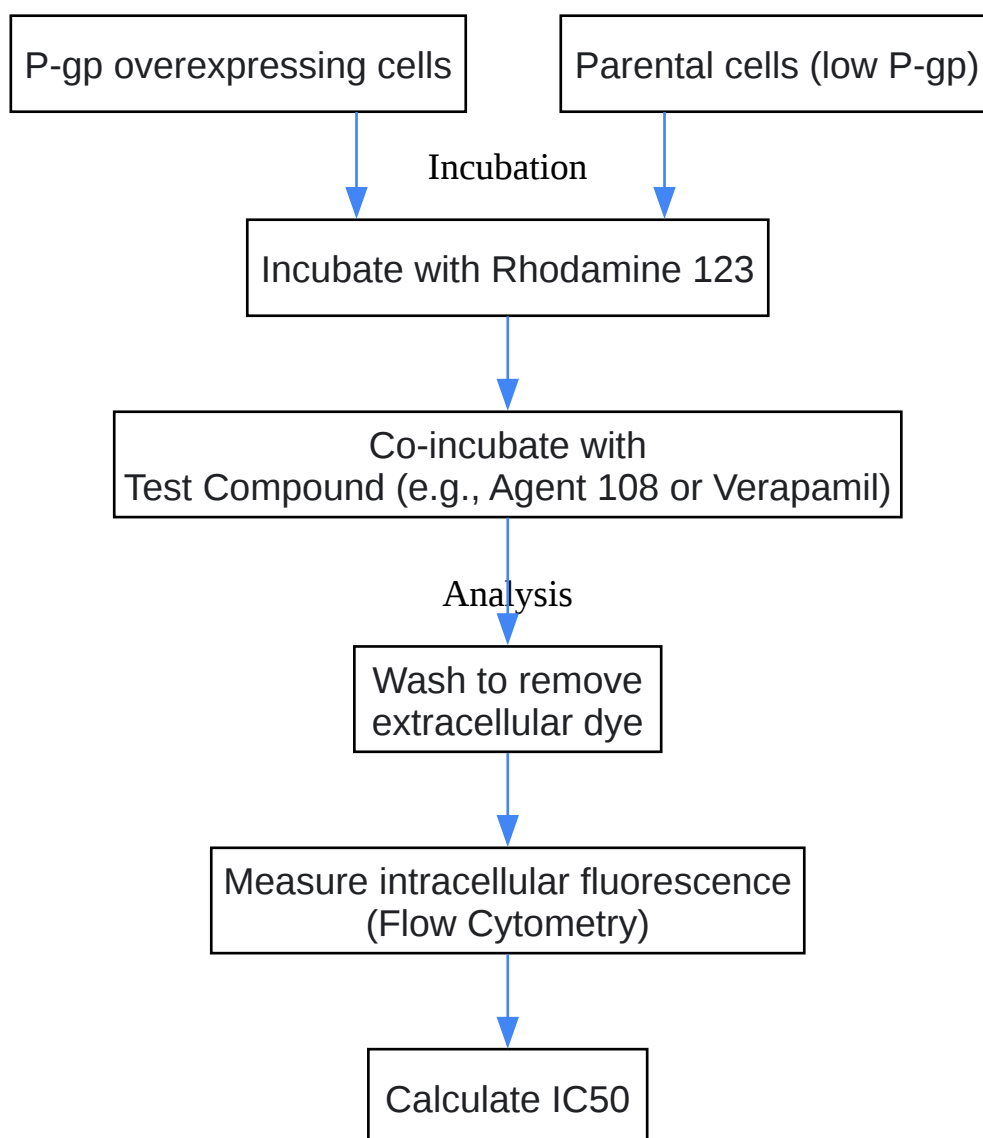 P-gp overexpressing cells
Parental cells (low P-gp)
Incubation
Incubate with Rhodamine 123
Co-incubate with
Test Compound (e.g., Agent 108 or Verapamil)
Analysis
Wash to remove
extracellular dye
Measure intracellular fluorescence
(Flow Cytometry)
Calculate IC50